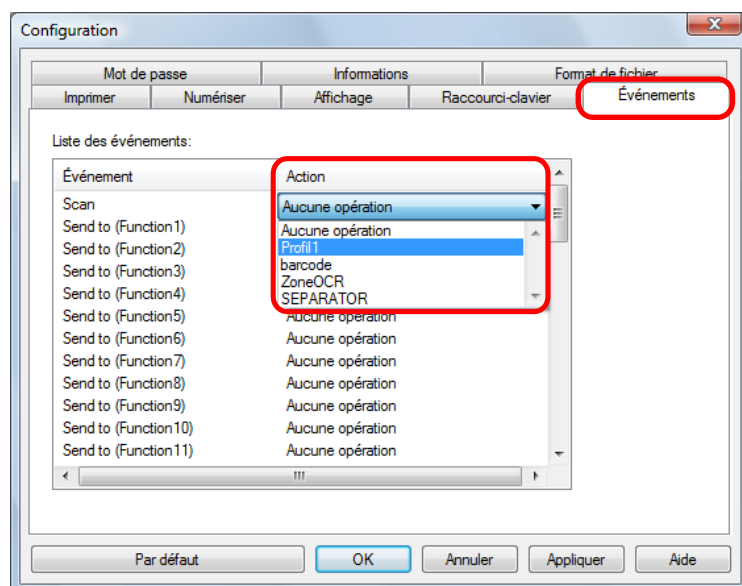 Configuration
Mot de passe Informations Format de fichier
Imprimer Numériser Affichage Raccourci-clavier Événements
Liste des événements:
Événement Action
Scan Aucune opération
Send to (Function1) Aucune opération
Send to (Function2) Profil1
Send to (Function3) barcode
ZoneOCR
Send to (Function4) SEPARATOR
Send to (Function5) Aucune opération
Send to (Function6) Aucune opération
Send to (Function7) Aucune opération
Send to (Function8) Aucune opération
Send to (Function9) Aucune opération
Send to (Function10) Aucune opération
Send to (Function11) Aucune opération
Par défaut OK Annuler Appliquer Aide